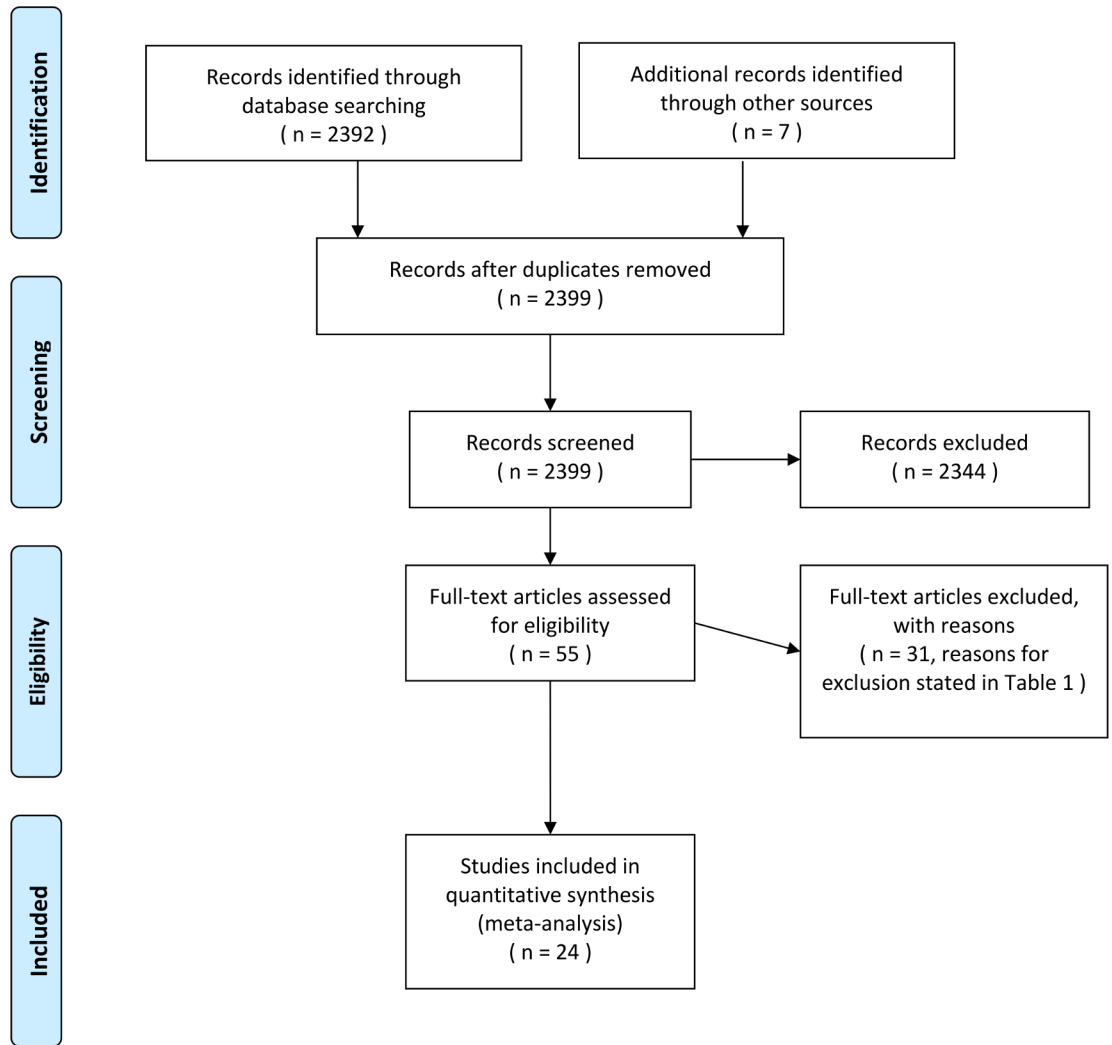 Identification
Records identified through
database searching
( n = 2392 )
Additional records identified
through other sources
( n = 7 )
Records after duplicates removed
( n = 2399 )
Screening
Records screened
( n = 2399 )
Records excluded
( n = 2344 )
Eligibility
Full-text articles assessed
for eligibility
( n = 55 )
Full-text articles excluded,
with reasons
( n = 31, reasons for
exclusion stated in Table 1 )
Included
Studies included in
quantitative synthesis
(meta-analysis)
( n = 24 )